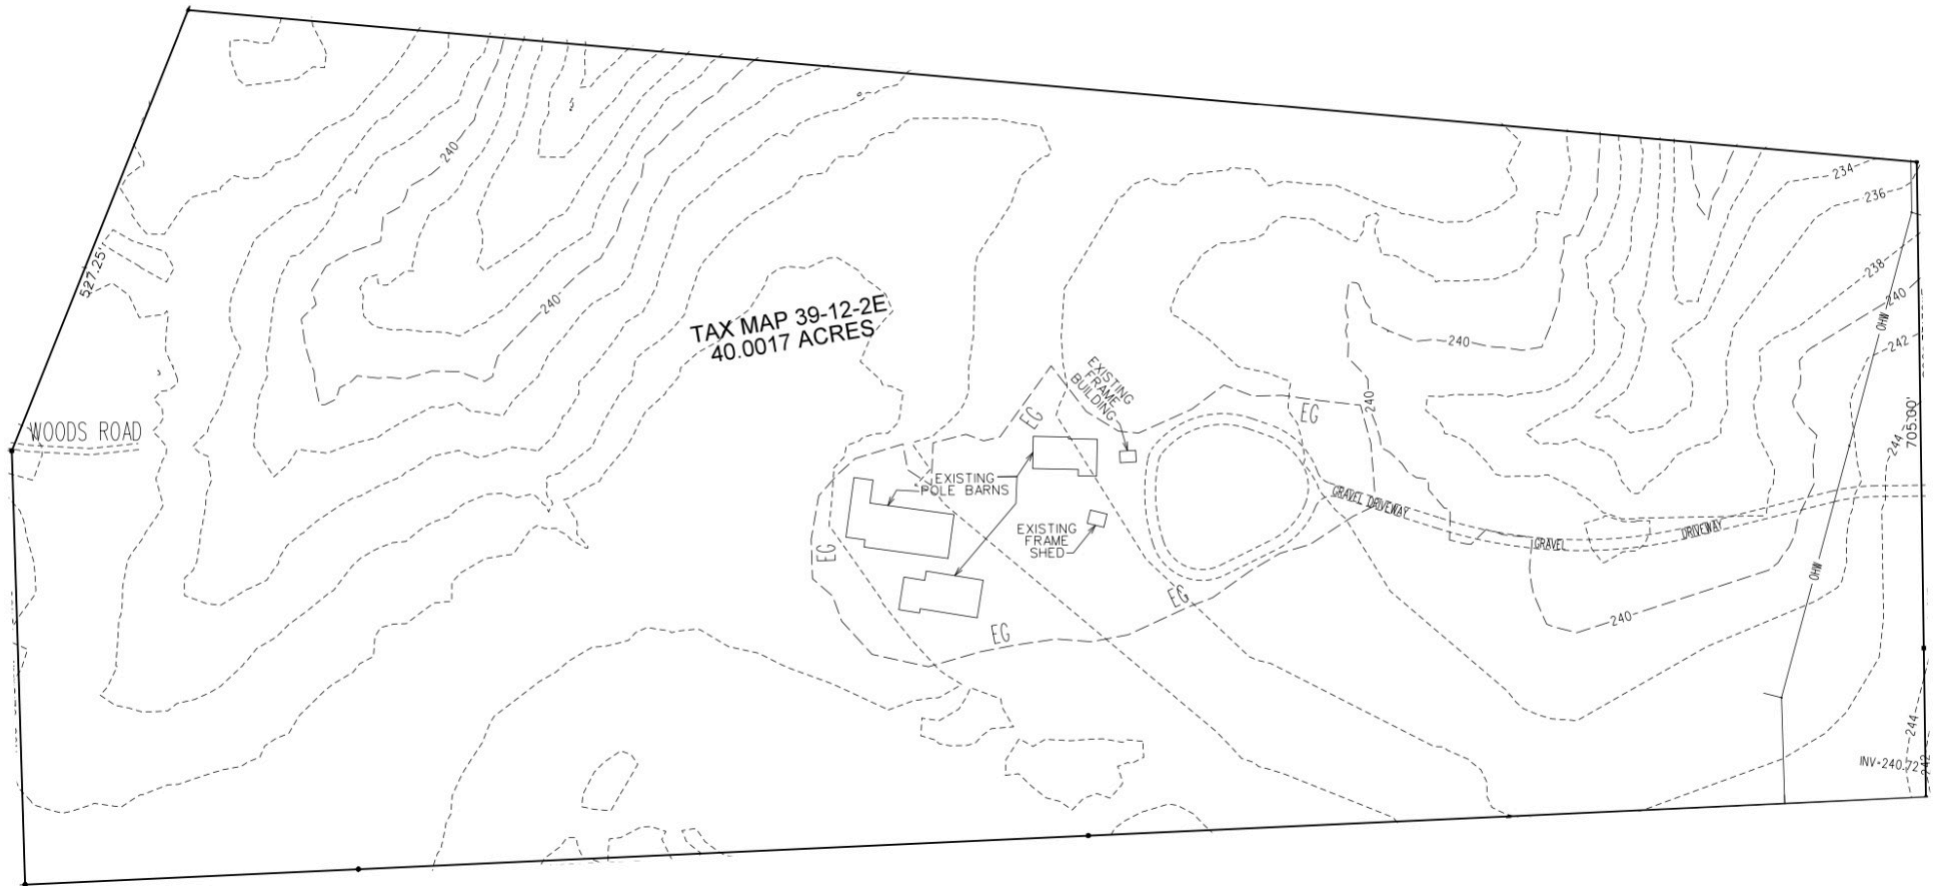 240
234
236
238
240
242
527.25'
240
TAX MAP 39-12-2E
40.0017 ACRES
OHW
240
EXISTING
FRAME
BUILDING
240
705.00'
WOODS ROAD
EG
EG
244
EXISTING
POLE BARNS
GRAVEL DRIVEWAY
EXISTING
FRAME
SHED
EG
GRAVEL
DRIVEWAY
OHW
EG
EG
240
244
INV=240.72
242